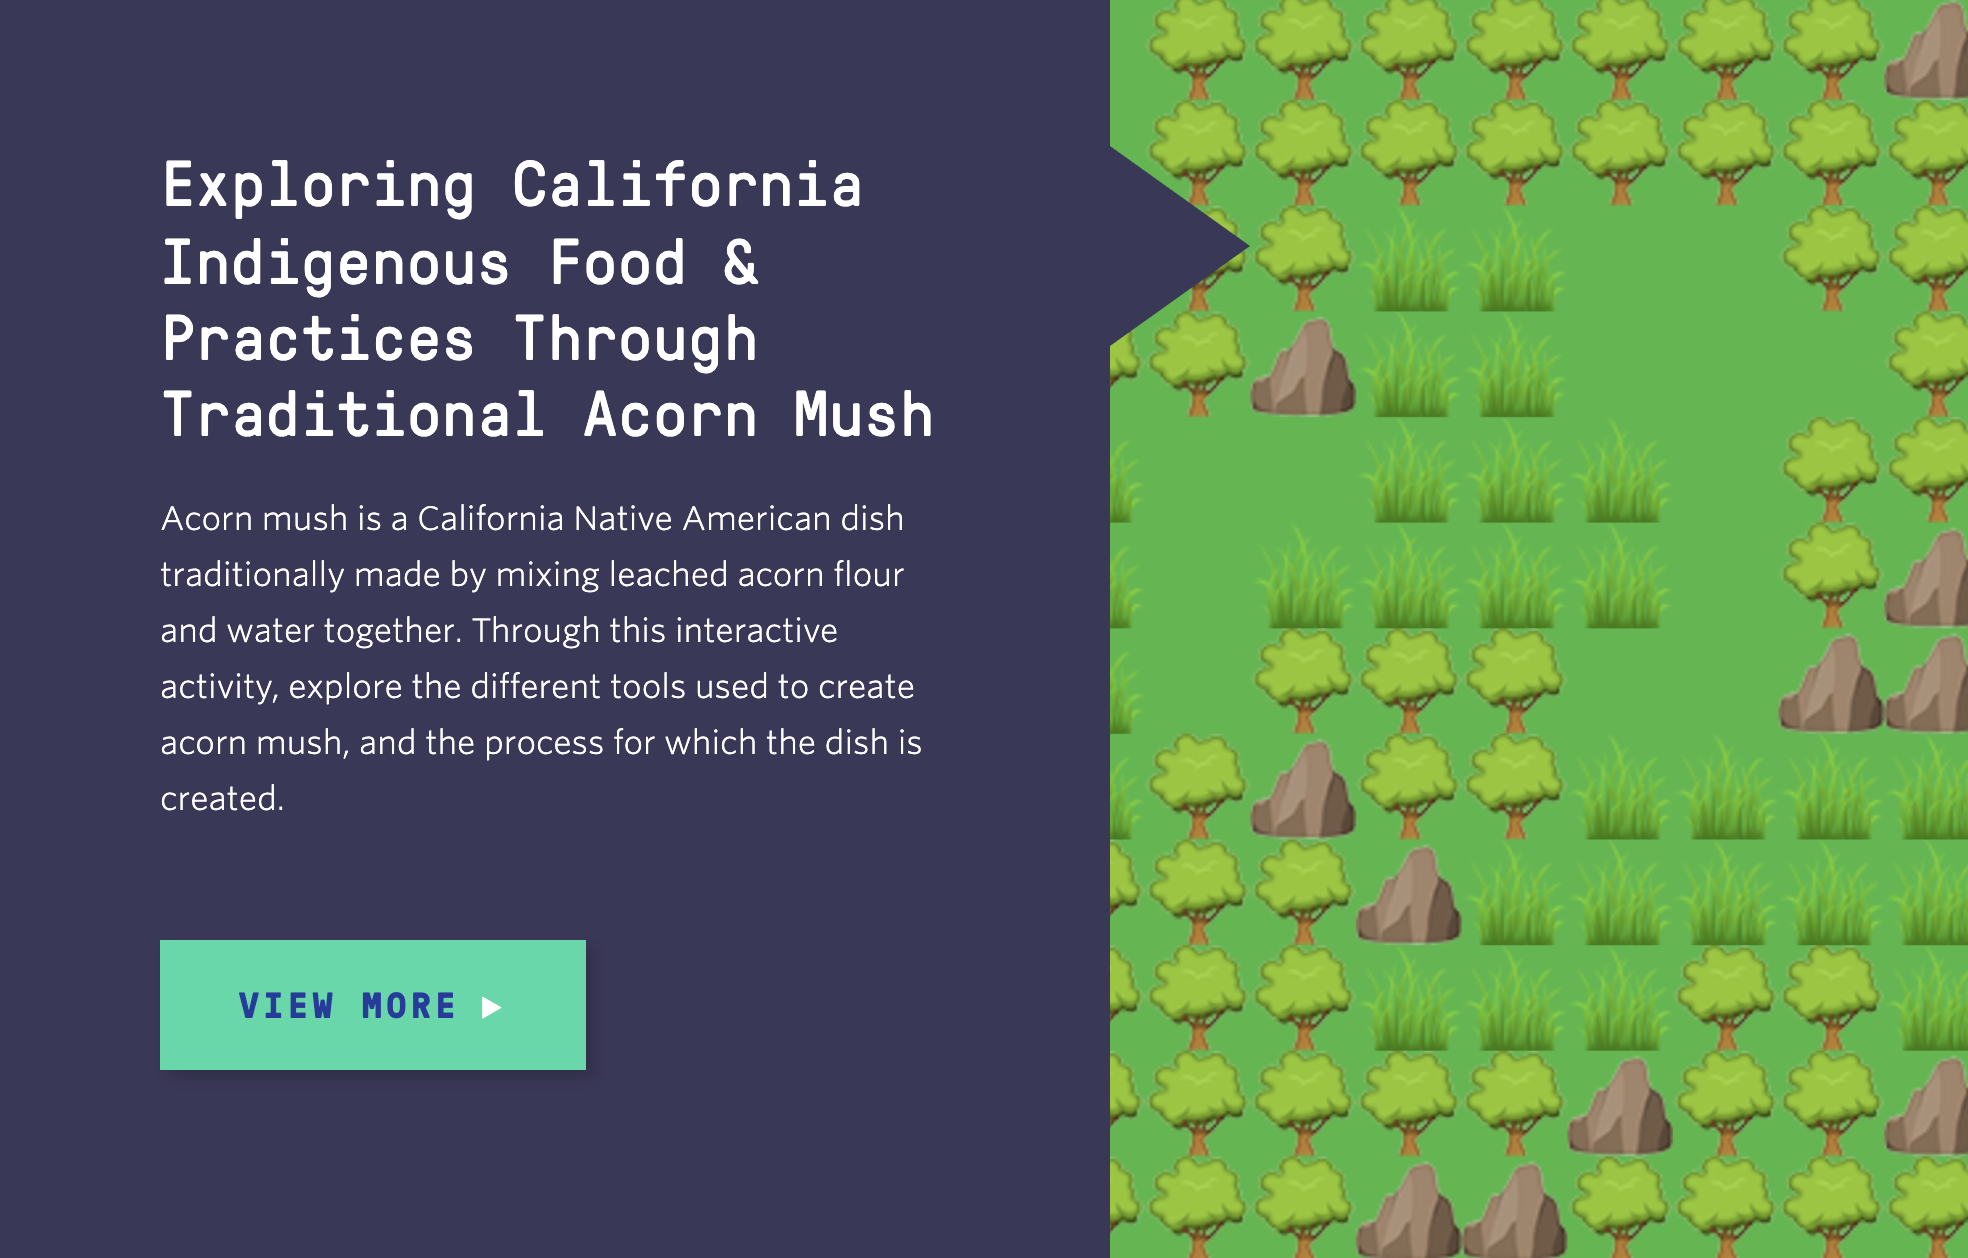 Exploring California
Indigenous Food &
Practices Through
Traditional Acorn Mush
Acorn mush is a California Native American dish
traditionally made by mixing leached acorn flour
and water together. Through this interactive
activity, explore the different tools used to create
acorn mush, and the process for which the dish is
created.
VIEW MORE